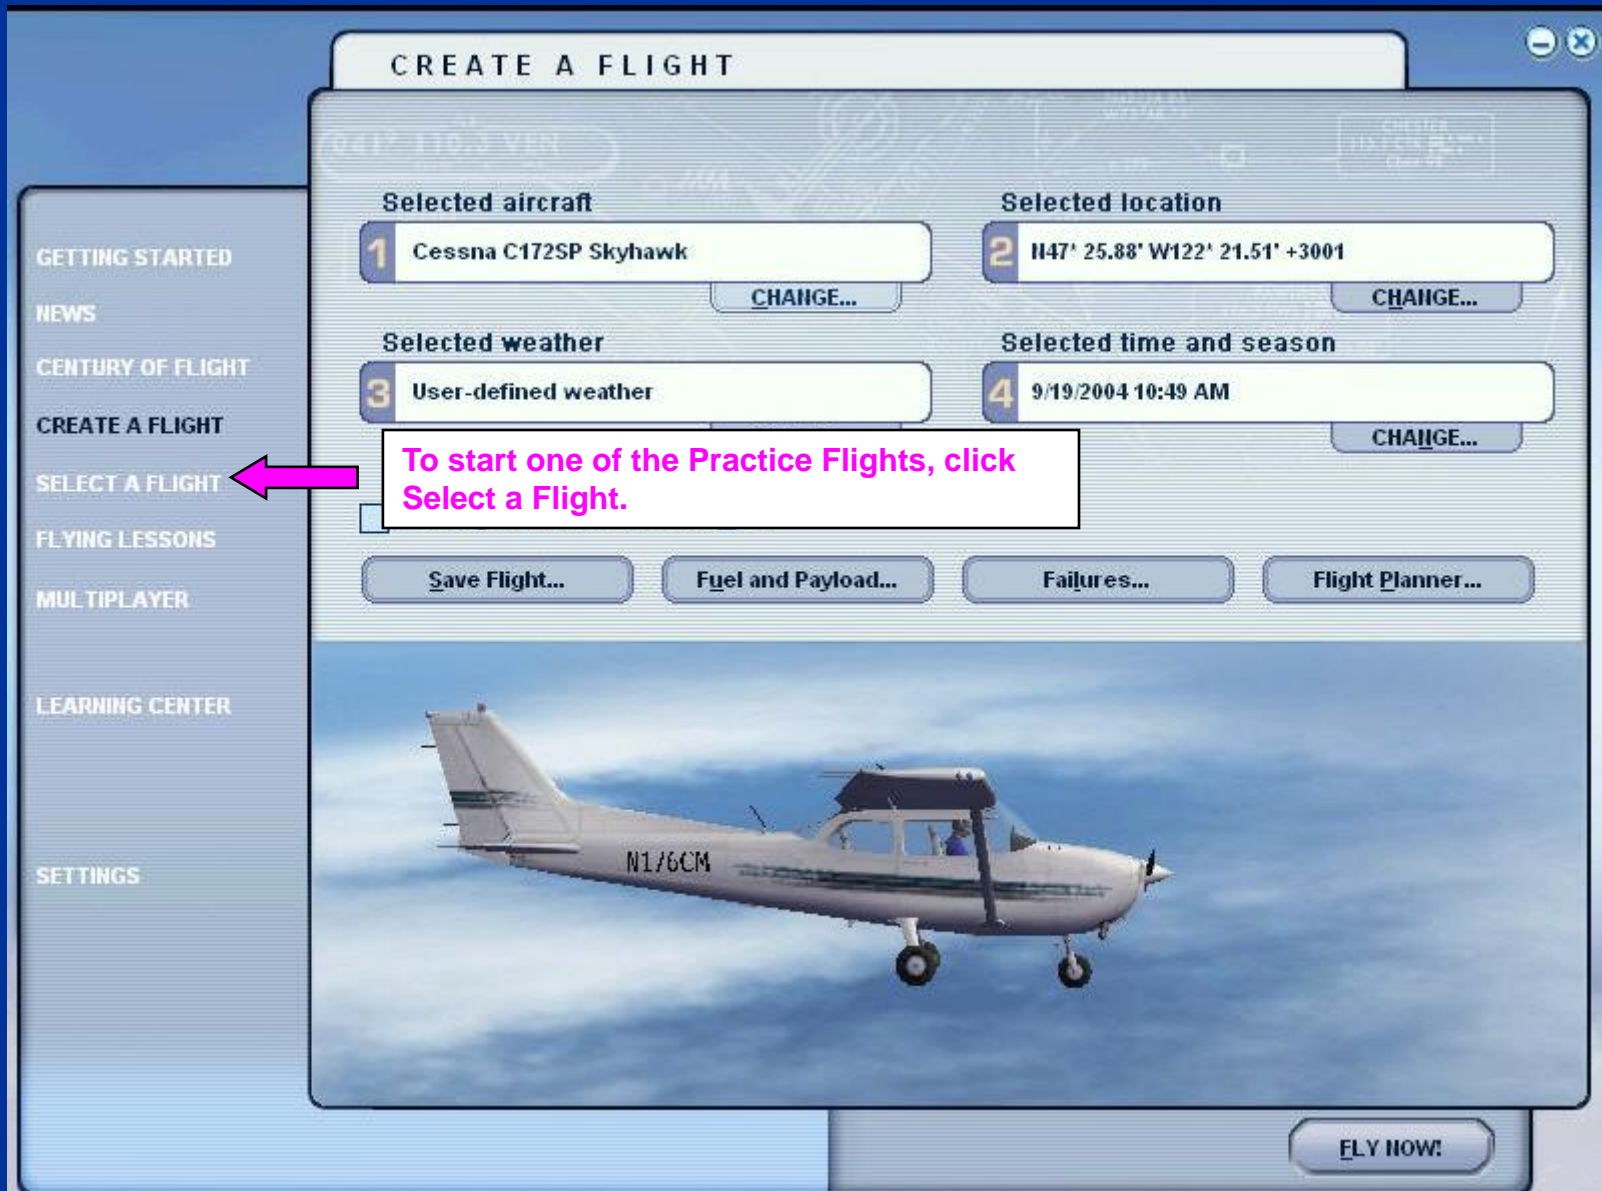 CREATE A FLIGHT
GETTING STARTED
NEWS
CENTURY OF FLIGHT
CREATE A FLIGHT
SELECT A FLIGHT
FLYING LESSONS
MULTIPLAYER
LEARNING CENTER
SETTINGS
Selected aircraft
1 Cessna C172SP Skyhawk
CHANGE...
Selected location
2 N47* 25.88' W122* 21.51' +3001
CHANGE...
Selected weather
3 User-defined weather
Selected time and season
4 9/19/2004 10:49 AM
CHANGE...
To start one of the Practice Flights, click
Select a Flight.
Save Flight... Fuel and Payload... Failures... Flight Planner...
N176CM
FLY NOW!